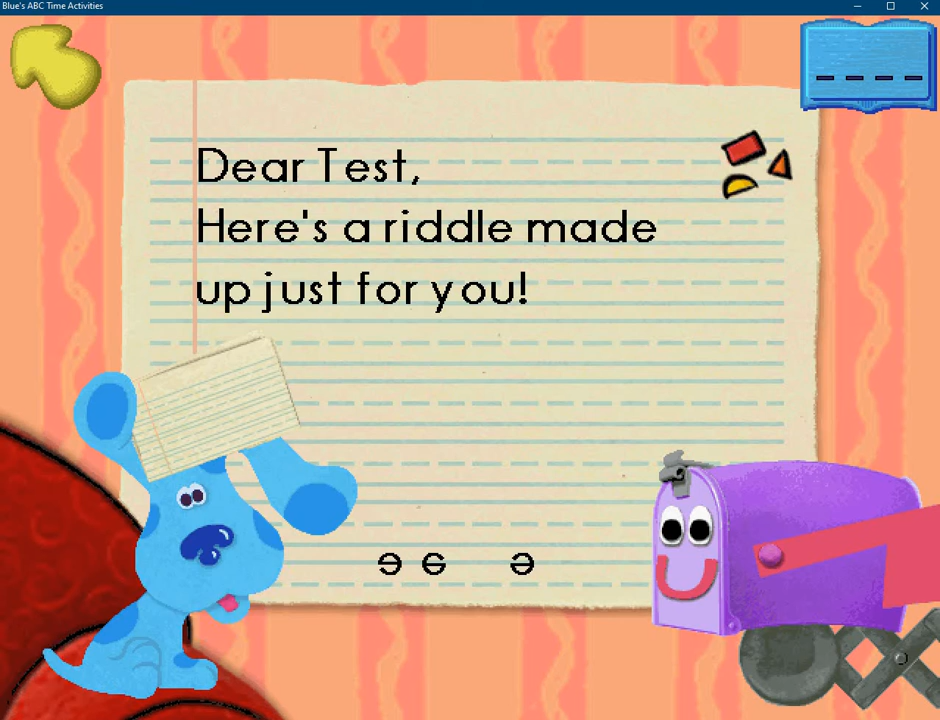 Blue's ABC Time Activities
Dear Test,
Here's a riddle made
up just for you!
ɘ ɘ ɘ